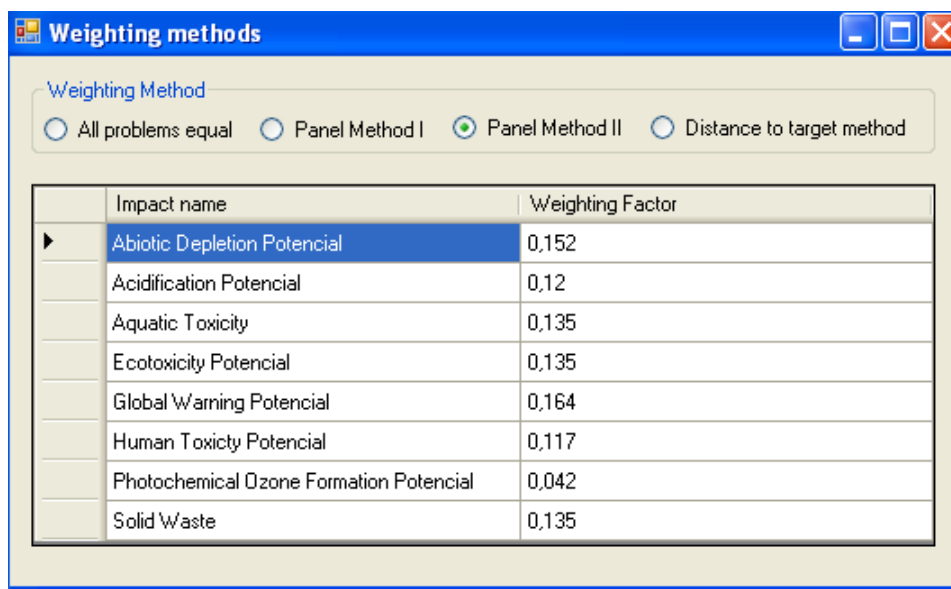 Weighting methods
Weighting Method
All problems equal Panel Method I Panel Method II Distance to target method
Impact name Weighting Factor
Abiotic Depletion Potencial 0,152
Acidification Potencial 0,12
Aquatic Toxicity 0,135
Ecotoxicity Potencial 0,135
Global Warning Potencial 0,164
Human Toxicty Potencial 0,117
Photochemical Ozone Formation Potencial 0,042
Solid Waste 0,135